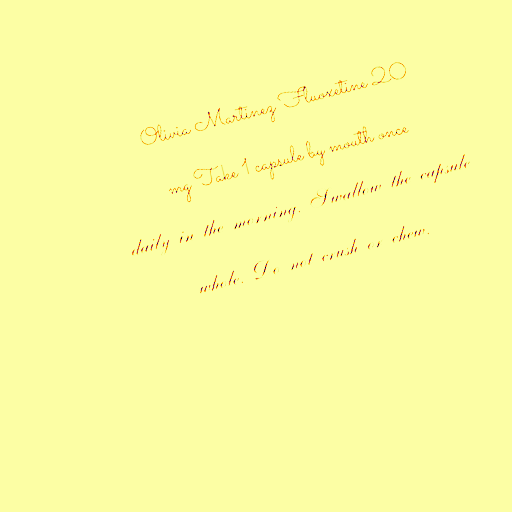 Olivia Martinez Fluoxetine 20
mg Take 1 capsule by mouth once
daily in the morning. Swallow the capsule
whole. Do not crush or chew.